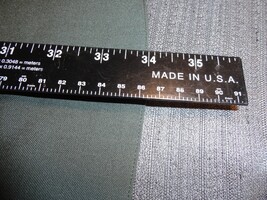 31 32 33 34 35
x 0.3048 = meters
x 0.9144 = meters
MADE IN U.S.A.
79 80 81 82 83 84 85 86 87 88 89 90 91